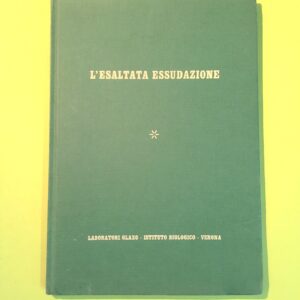 L'ESALTATA ESSUDAZIONE
LABORATORI GLAXO - ISTITUTO BIOLOGICO - VERONA